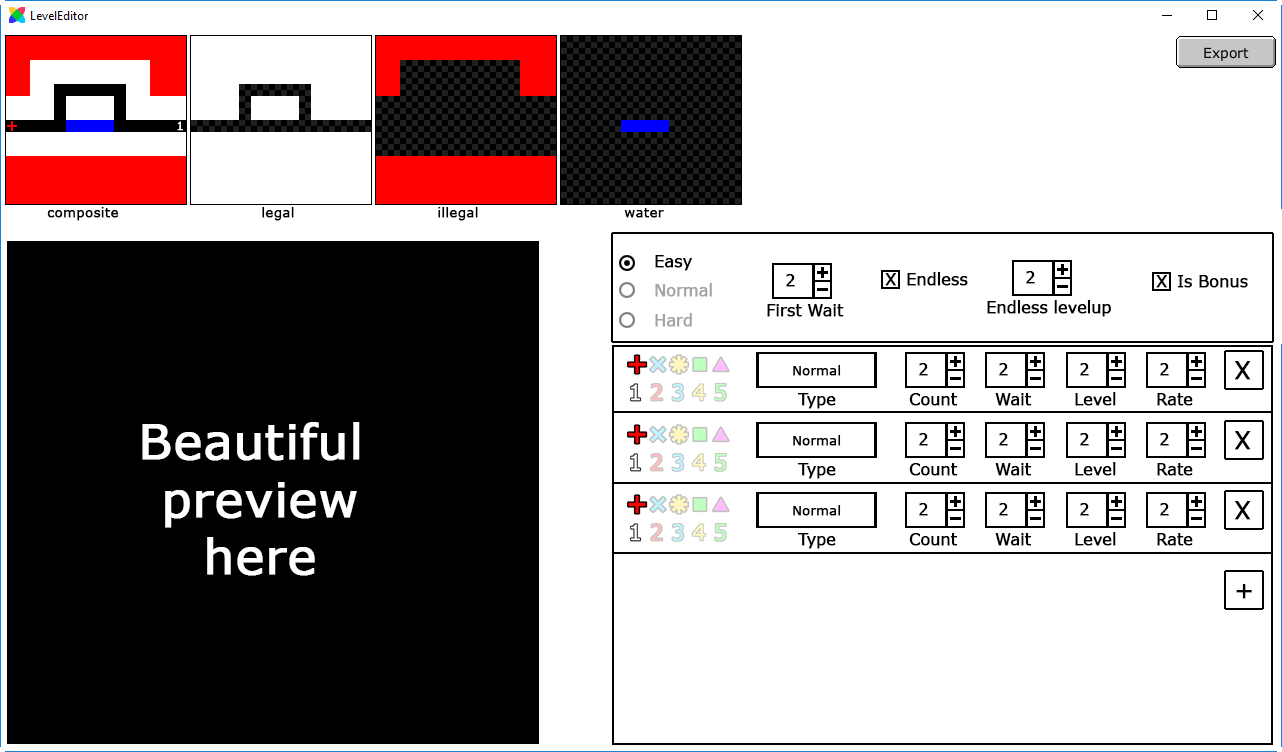 LevelEditor
Export
1
composite legal illegal water
Easy
Normal
Hard
2
First Wait
X Endless
2
Endless levelup
X Is Bonus
Normal 2 2 2 2 X
1 2 3 4 5 Type Count Wait Level Rate
Normal 2 2 2 2 X
1 2 3 4 5 Type Count Wait Level Rate
Normal 2 2 2 2 X
1 2 3 4 5 Type Count Wait Level Rate
+
Beautiful
preview
here